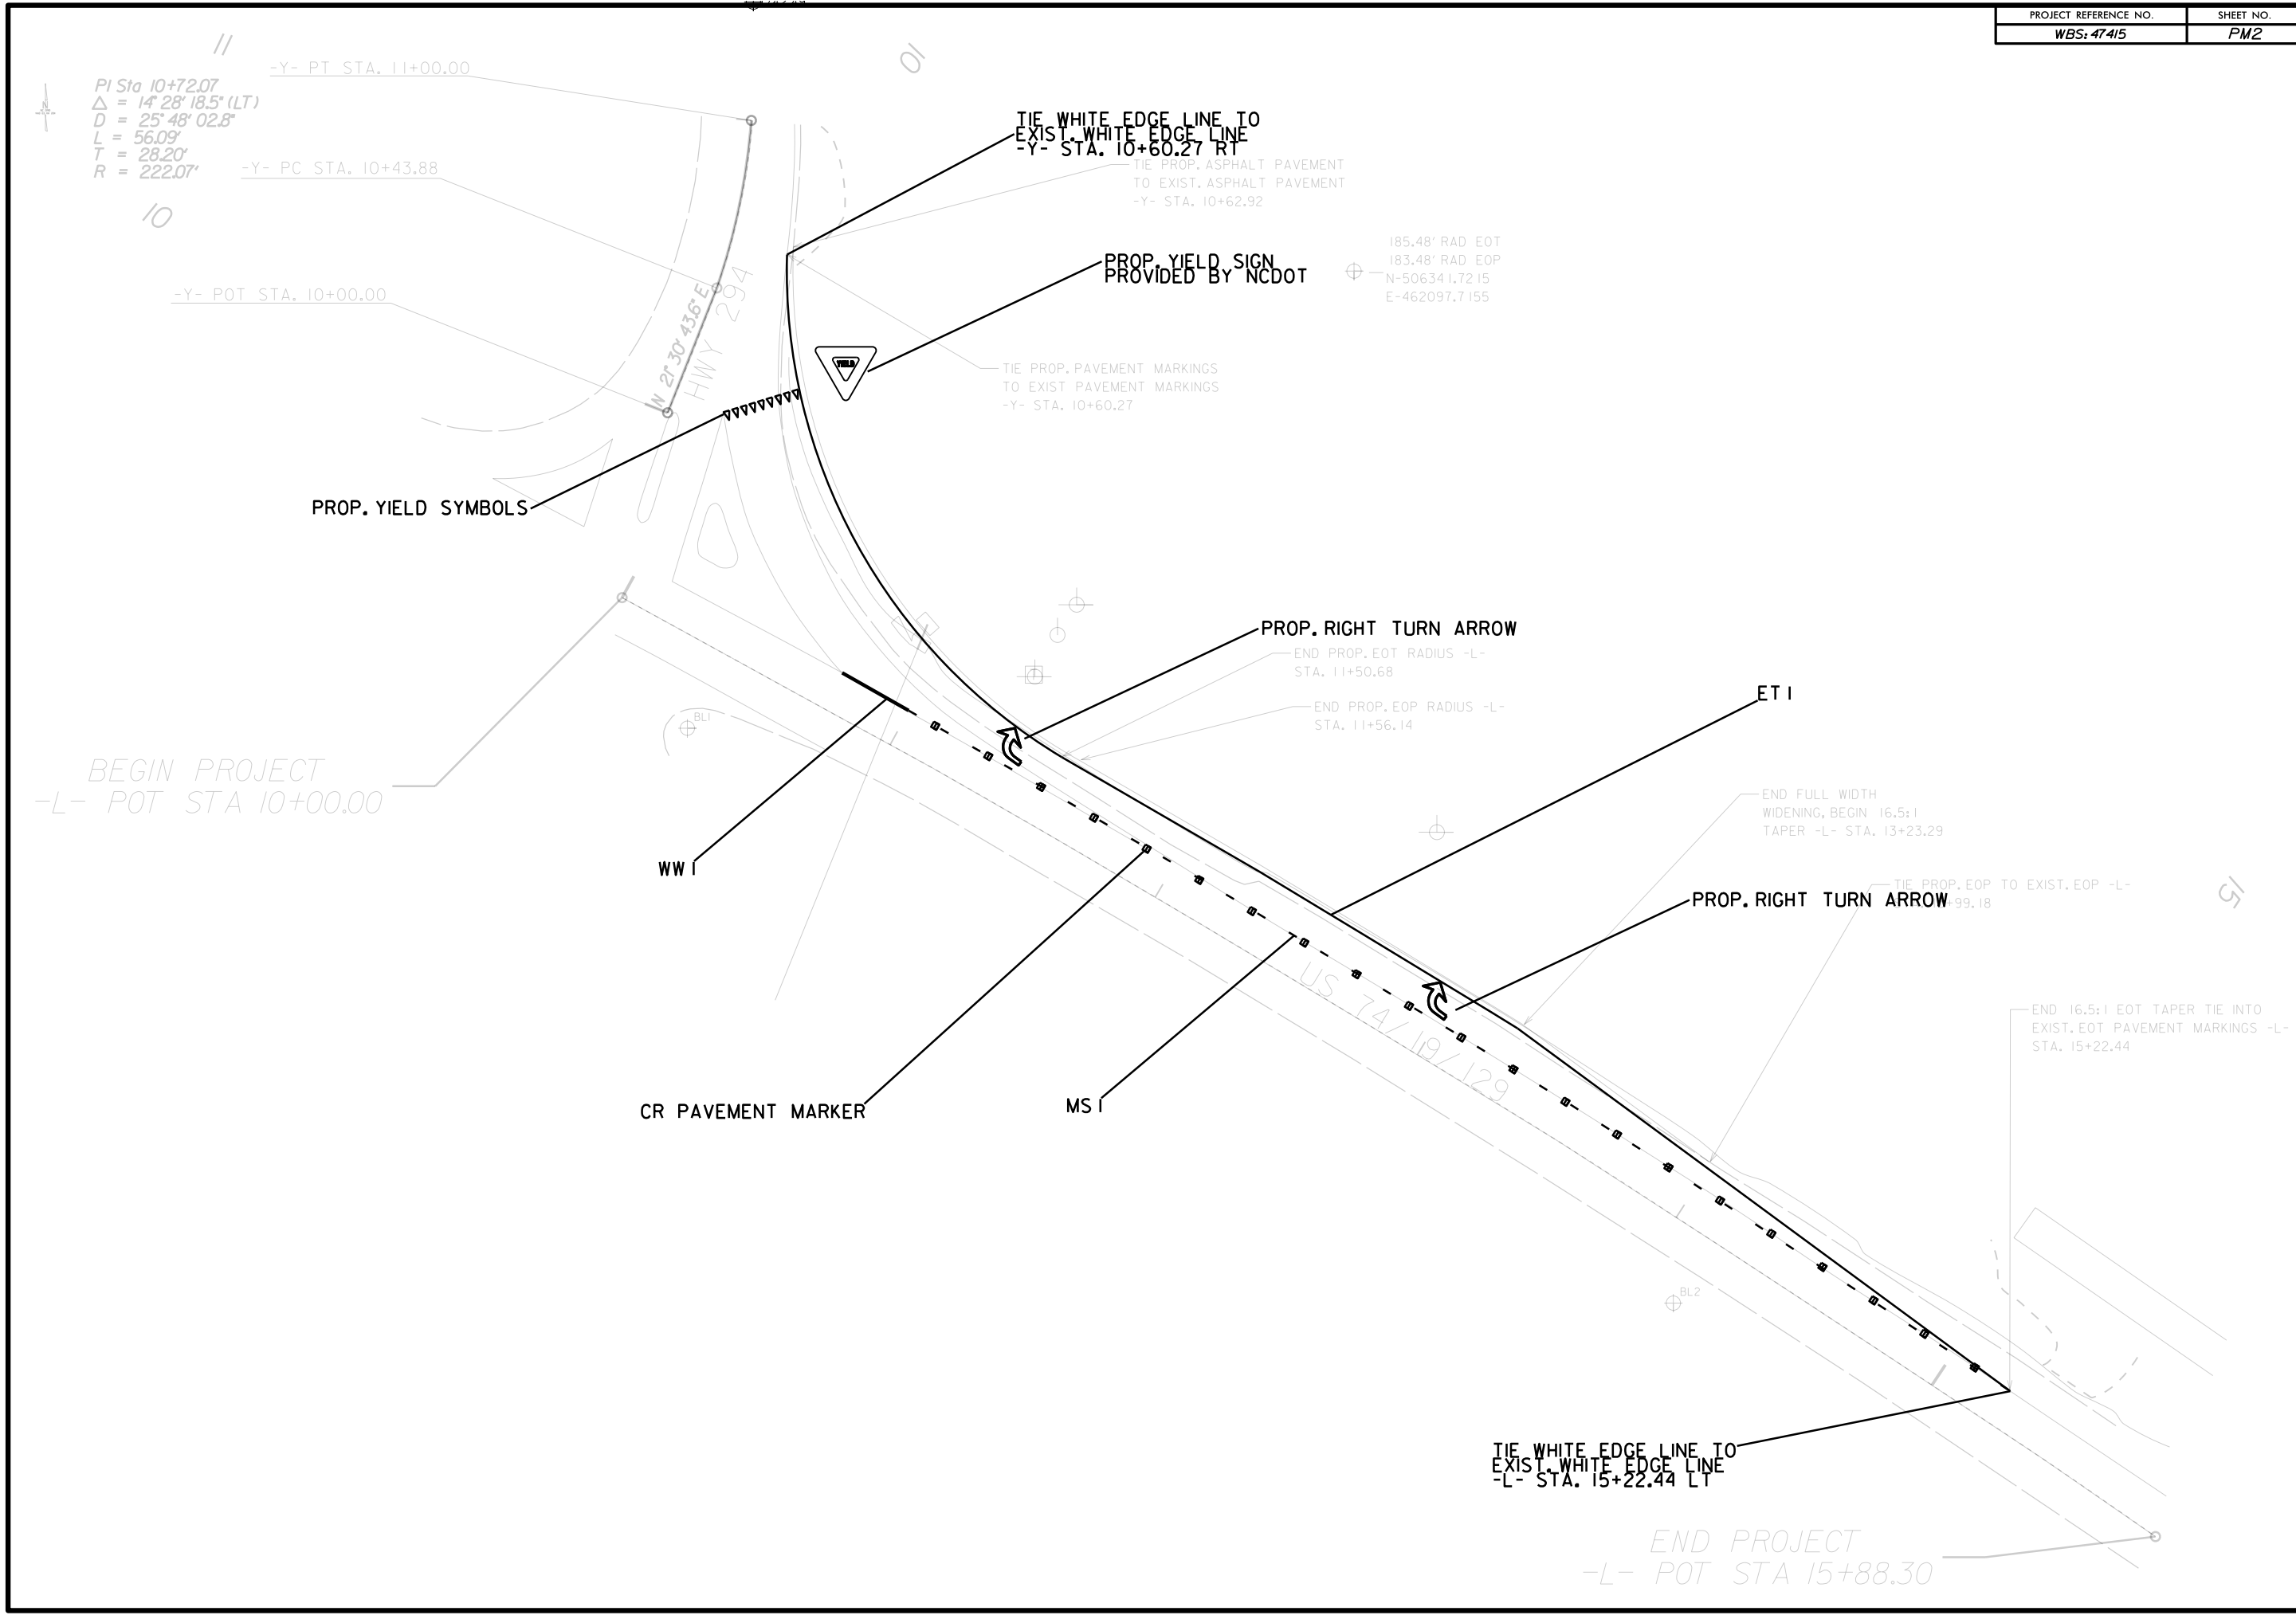 PROJECT REFERENCE NO.
SHEET NO.
WBS: 47415
PM2
11
10
-Y- PT STA. 11+00.00
PI Sta 10+72.07
Δ = 14° 28' 18.5" (LT)
D = 25° 48' 02.8"
L = 56.09'
T = 28.20'
R = 222.07'
N
-Y- PC STA. 10+43.88
10
-Y- POT STA. 10+00.00
N 21° 30' 43.6" E
HWY 294
TIE WHITE EDGE LINE TO
EXIST. WHITE EDGE LINE
-Y- STA. 10+60.27 RT
TIE PROP. ASPHALT PAVEMENT
TO EXIST. ASPHALT PAVEMENT
-Y- STA. 10+62.92
PROP. YIELD SIGN
PROVIDED BY NCDOT
YIELD
185.48' RAD EOT
183.48' RAD EOP
N-506341.7215
E-462097.7155
TIE PROP. PAVEMENT MARKINGS
TO EXIST PAVEMENT MARKINGS
-Y- STA. 10+60.27
PROP. YIELD SYMBOLS
PROP. RIGHT TURN ARROW
END PROP. EOT RADIUS -L-
STA. 11+50.68
END PROP. EOP RADIUS -L-
STA. 11+56.14
ET1
BL1
BEGIN PROJECT
-L- POT STA 10+00.00
END FULL WIDTH
WIDENING, BEGIN 16.5:1
TAPER -L- STA. 13+23.29
WW1
TIE PROP. EOP TO EXIST. EOP -L-
+99.18
PROP. RIGHT TURN ARROW
15
US 74/19/129
END 16.5:1 EOT TAPER TIE INTO
EXIST. EOT PAVEMENT MARKINGS -L-
STA. 15+22.44
CR PAVEMENT MARKER
MS1
BL2
TIE WHITE EDGE LINE TO
EXIST. WHITE EDGE LINE
-L- STA. 15+22.44 LT
END PROJECT
-L- POT STA 15+88.30